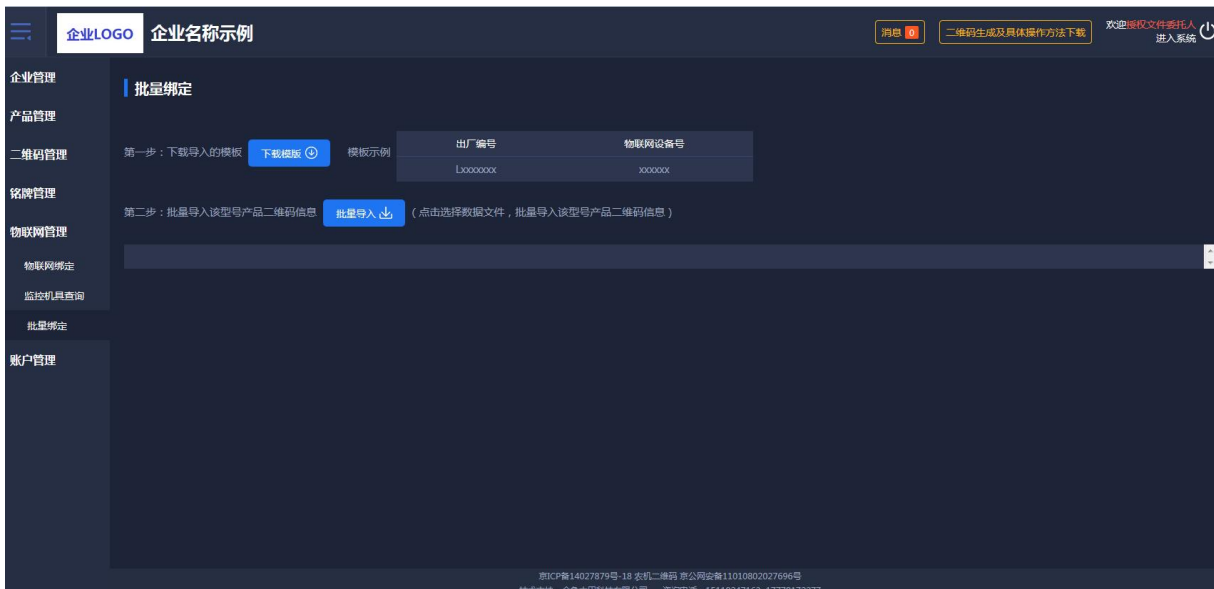 企业LOGO 企业名称示例 消息 0 二维码生成及具体操作方法下载 欢迎授权文件委托人
进入系统
企业管理
批量绑定
产品管理
第一步：下载导入的模板 下载模版 模板示例 出厂编号 物联网设备号
Lxxxxxxx xxxxxx
二维码管理
铭牌管理
第二步：批量导入该型号产品二维码信息 批量导入 （点击选择数据文件，批量导入该型号产品二维码信息）
物联网管理
物联网绑定
监控机具查询
批量绑定
账户管理
京ICP备14027879号-18 农机二维码 京公网安备11010802027696号